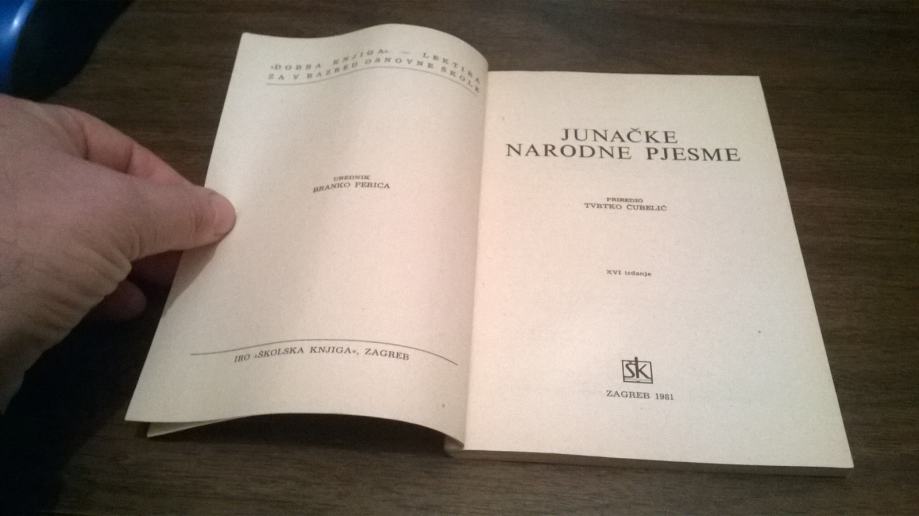 »DOBRA KNJIGA« — LEKTIRA
ZA V RAZRED OSNOVNE ŠKOLE
UREDNIK
BRANKO PERICA
IRO »ŠKOLSKA KNJIGA«, ZAGREB
JUNAČKE
NARODNE PJESME
PRIREDIO
TVRTKO ČUBELIĆ
XVI izdanje
šk
ZAGREB 1981